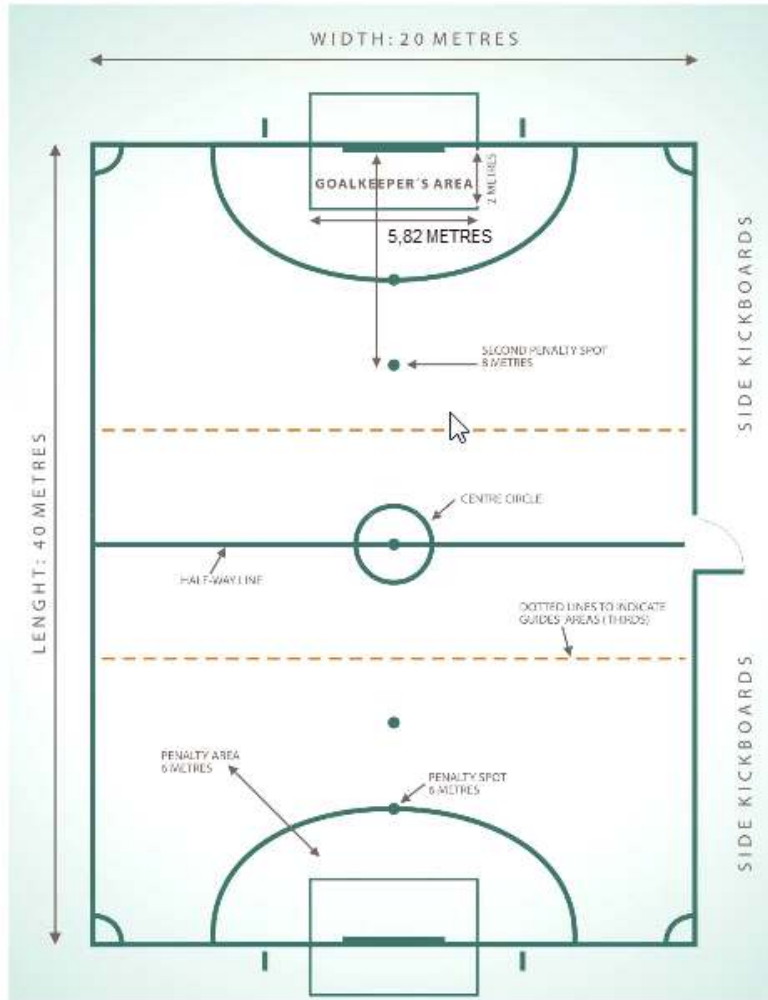 WIDTH: 20 METRES
GOALKEEPER´S AREA
2 METRES
5,82 METRES
SECOND PENALTY SPOT
8 METRES
SIDE KICKBOARDS
LENGHT: 40 METRES
CENTRE CIRCLE
HALF-WAY LINE
DOTTED LINES TO INDICATE
GUIDES´ AREAS (THIRDS)
PENALTY AREA
6 METRES
PENALTY SPOT
6 METRES
SIDE KICKBOARDS